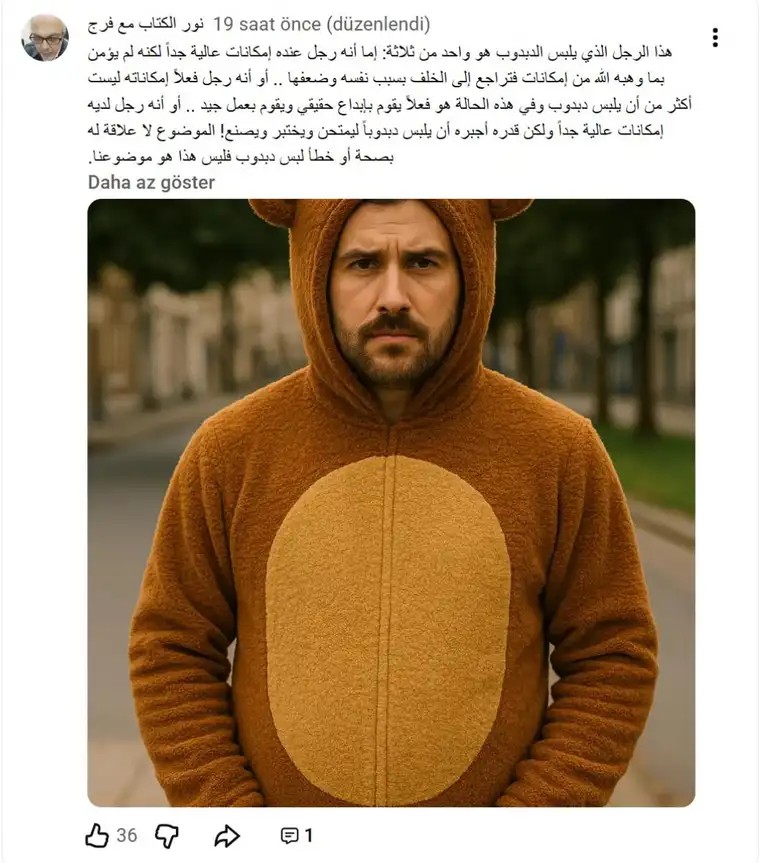 نور الكتاب مع فرج 19 saat önce (düzenlendi)
هذا الرجل الذي يلبس الدبدوب هو واحد من ثلاثة: إما أنه رجل عنده إمكانات عالية جداً لكنه لم يؤمن
بما وهبه الله من إمكانات فتراجع إلى الخلف بسبب نفسه وضعفها .. أو أنه رجل فعلاً إمكاناته ليست
أكثر من أن يلبس دبدوب وفي هذه الحالة هو فعلاً يقوم بإبداع حقيقي ويقوم بعمل جيد .. أو أنه رجل لديه
إمكانات عالية جداً ولكن قدره أجبره أن يلبس دبدوباً ليمتحن ويختبر ويصنع! الموضوع لا علاقة له
بصحة أو خطأ لبس دبدوب فليس هذا هو موضوعنا.
Daha az göster
36 1